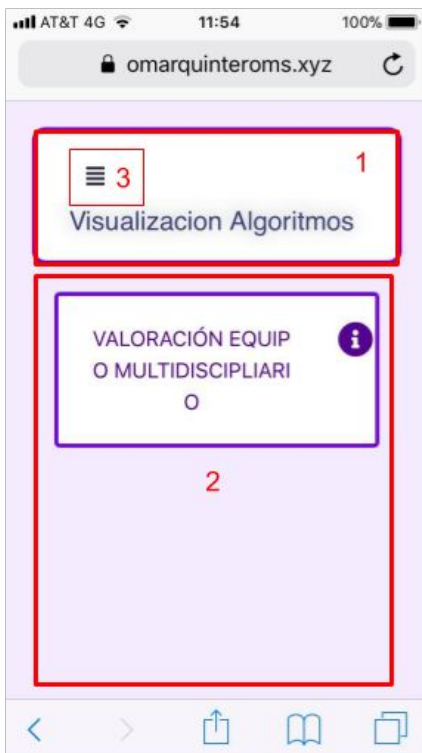 AT&T 4G 11:54 100%
omarquinteroms.xyz
1
3
Visualizacion Algoritmos
VALORACIÓN EQUIP
O MULTIDISCIPLIARI
O
2